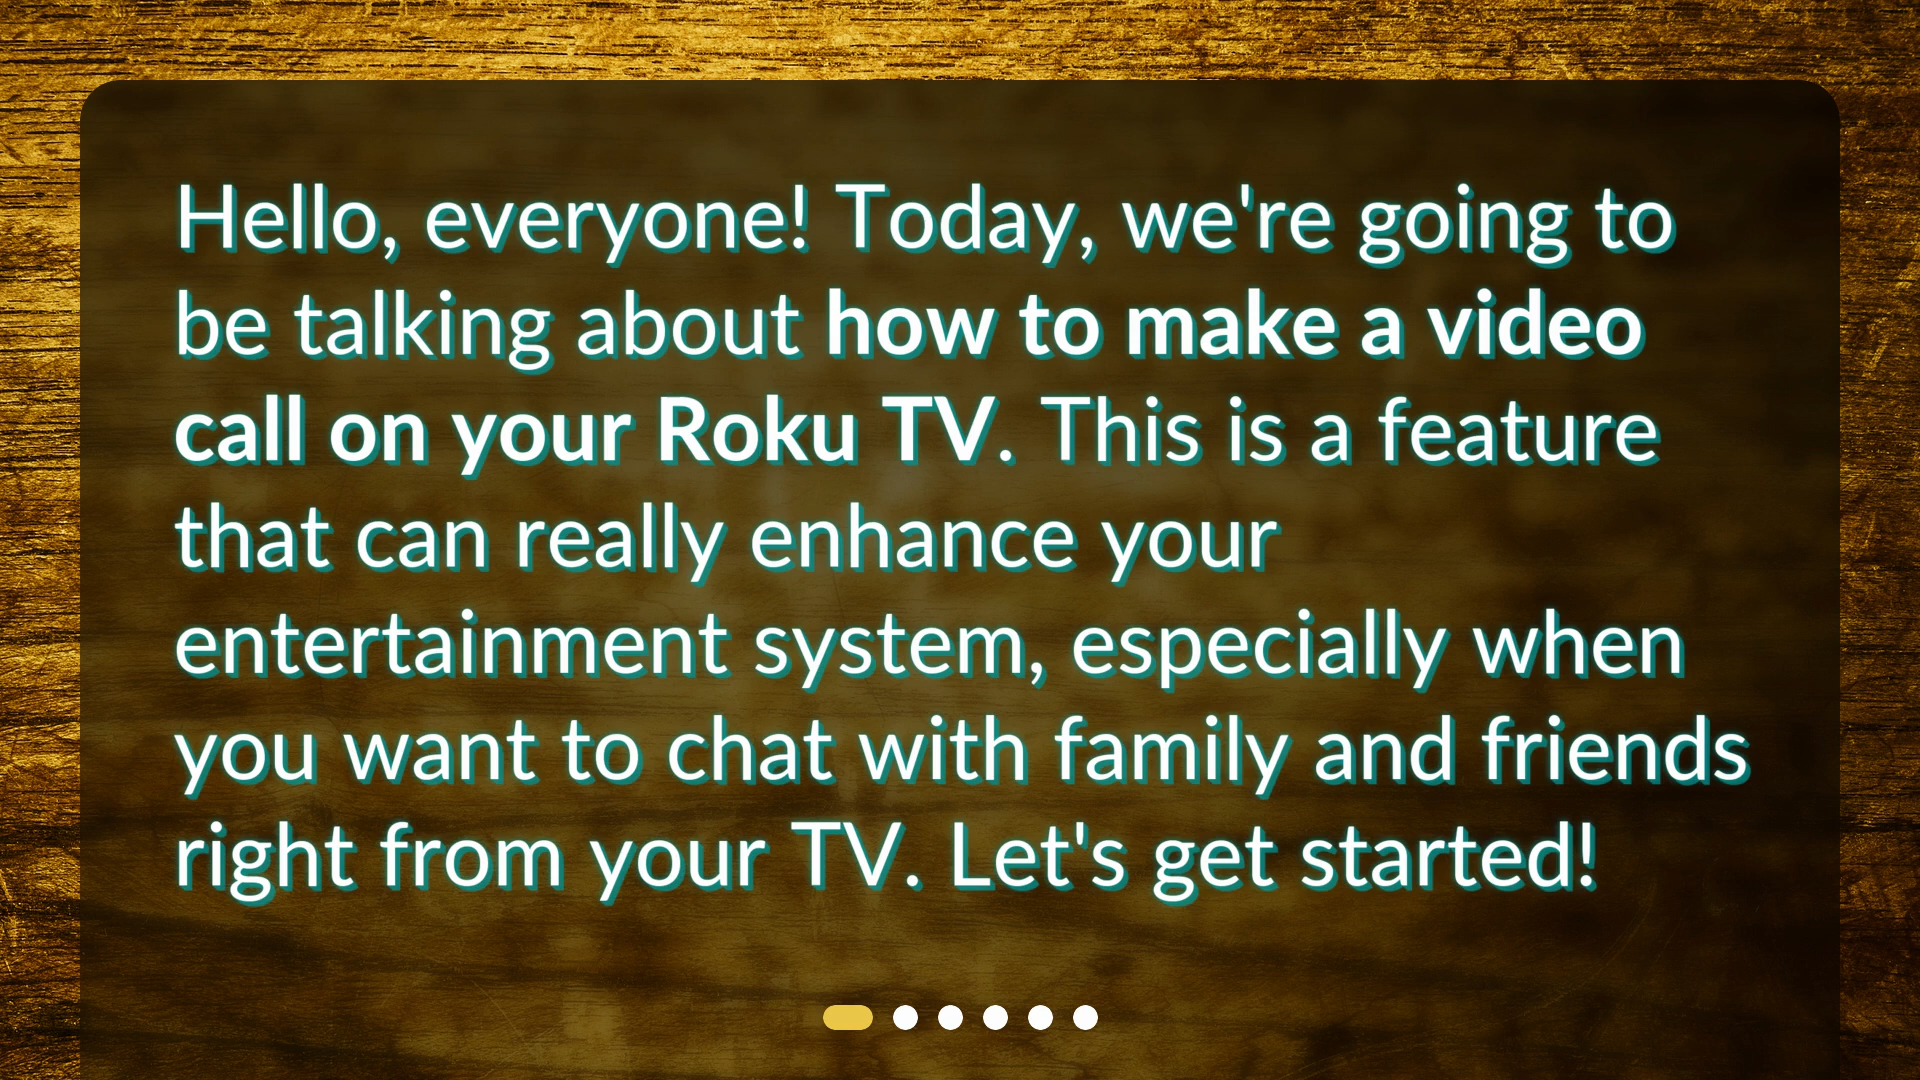 Hello, everyone! Today, we're going to
be talking about how to make a video
call on your Roku TV. This is a feature
that can really enhance your
entertainment system, especially when
you want to chat with family and friends
right from your TV. Let's get started!